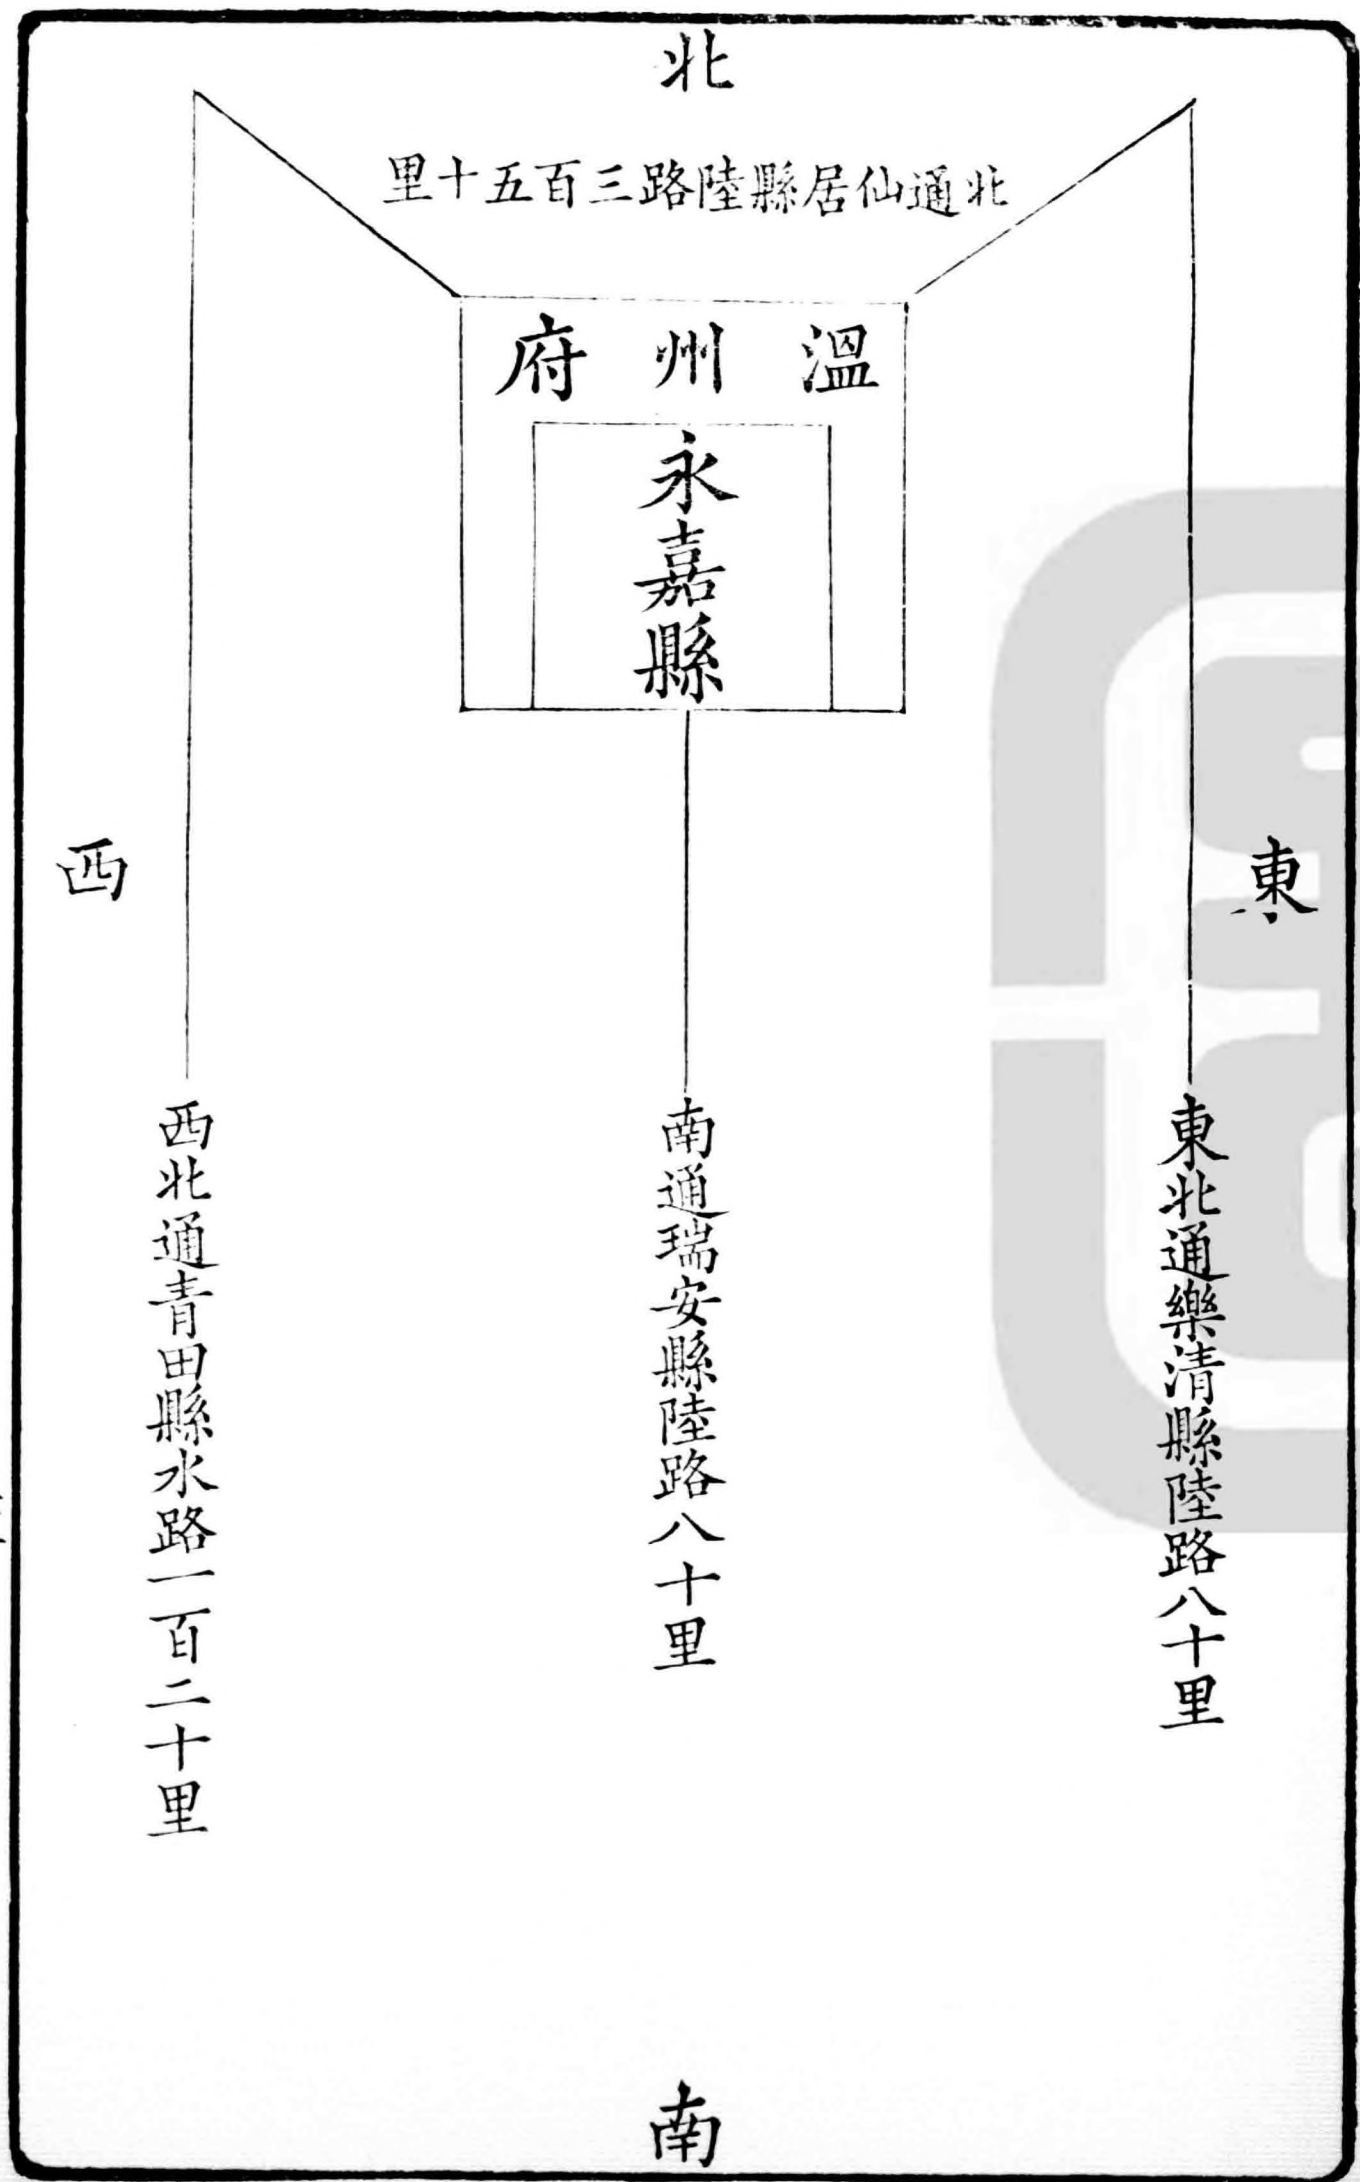 北
北通仙居縣陸路三百五十里
溫州府
永嘉縣
東
西
東北通樂清縣陸路八十里
南通瑞安縣陸路八十里
西北通青田縣水路一百二十里
南